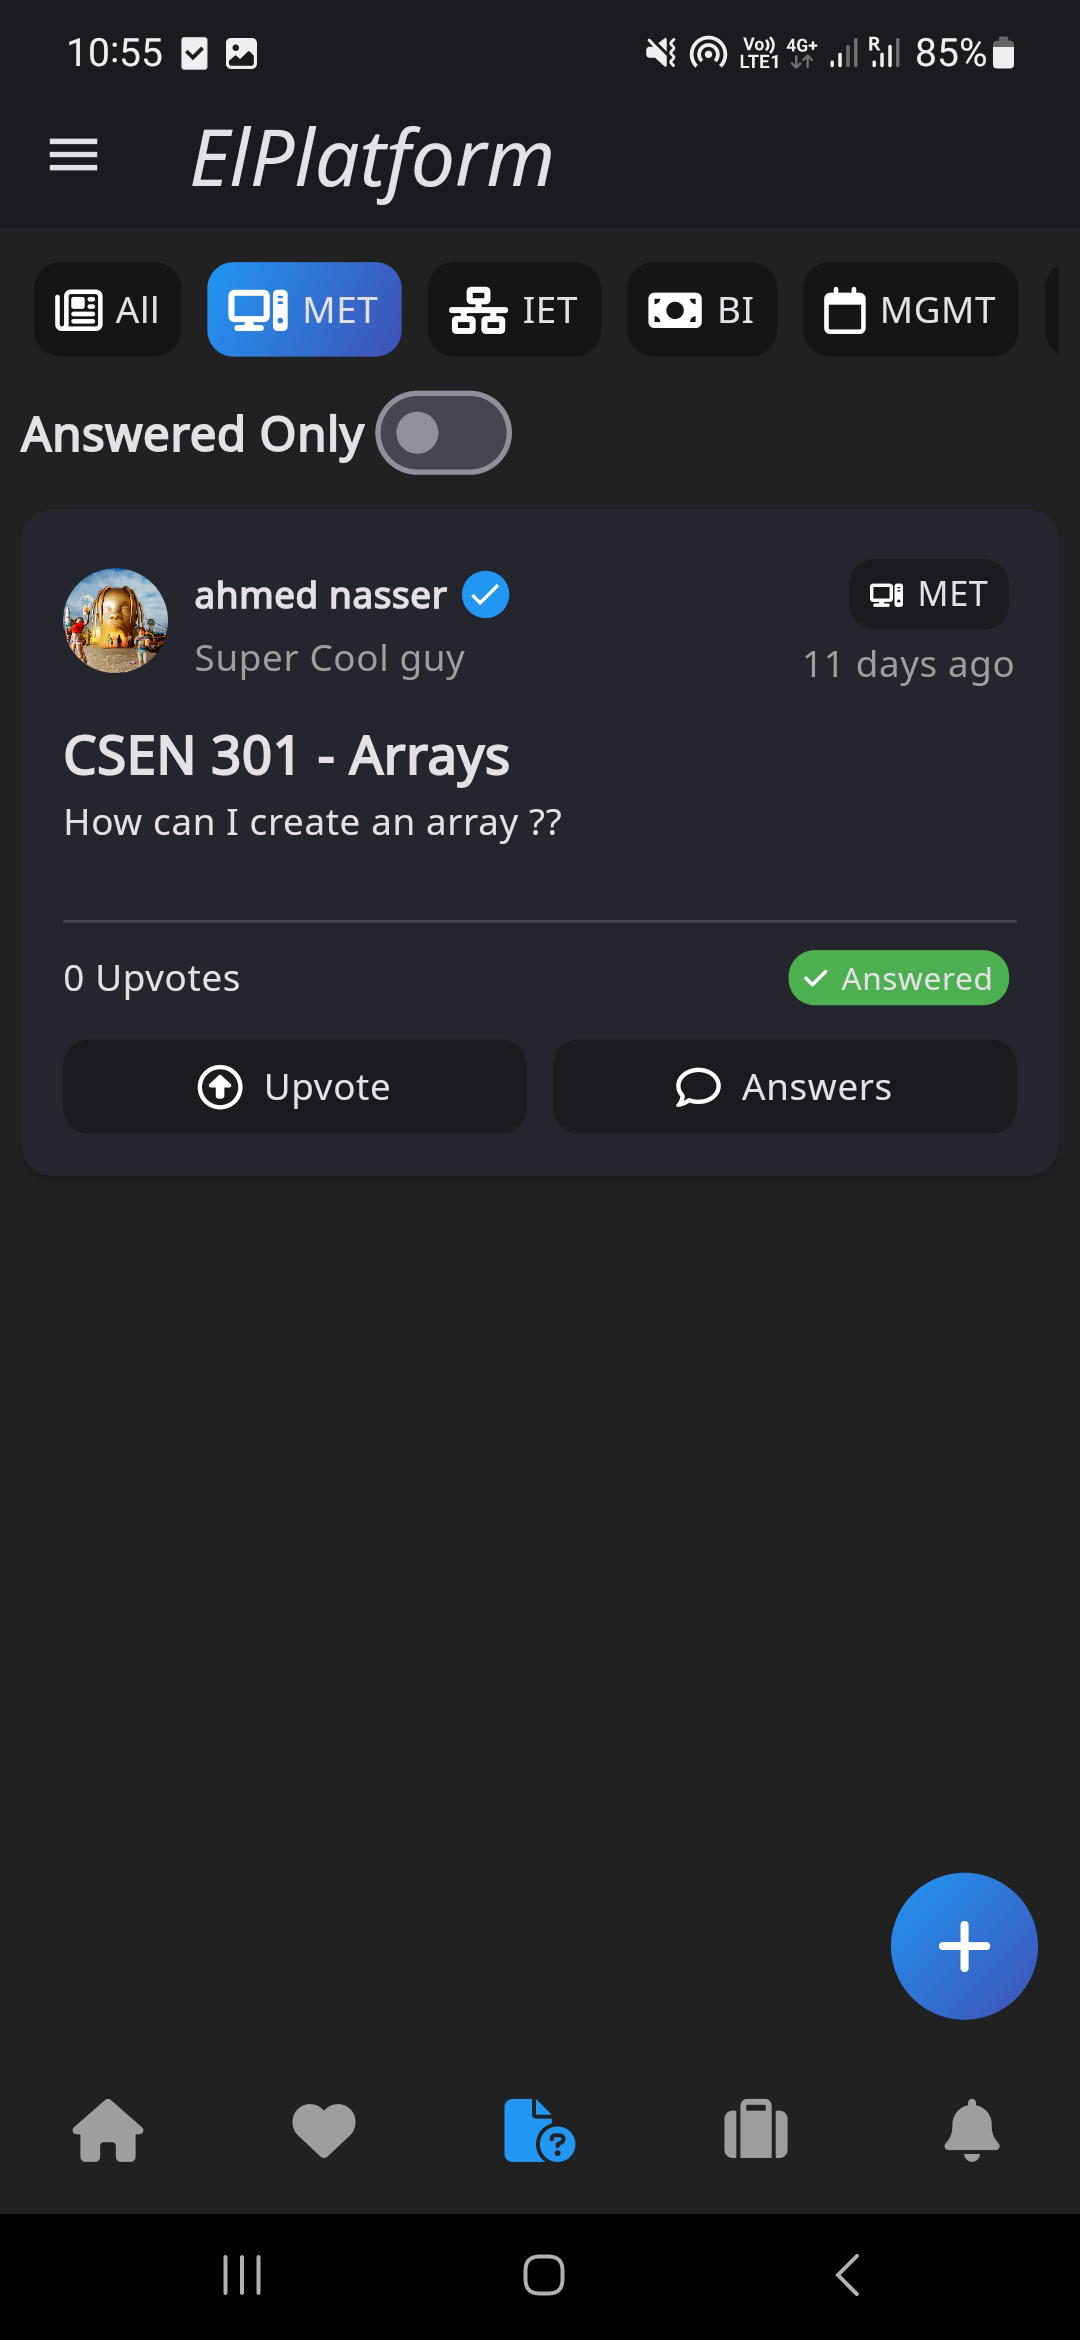 10:55 Vo)) LTE1 4G+ R 85%
ElPlatform
All MET IET BI MGMT
Answered Only
ahmed nasser MET
Super Cool guy 11 days ago
CSEN 301 - Arrays
How can I create an array ??
0 Upvotes Answered
Upvote Answers